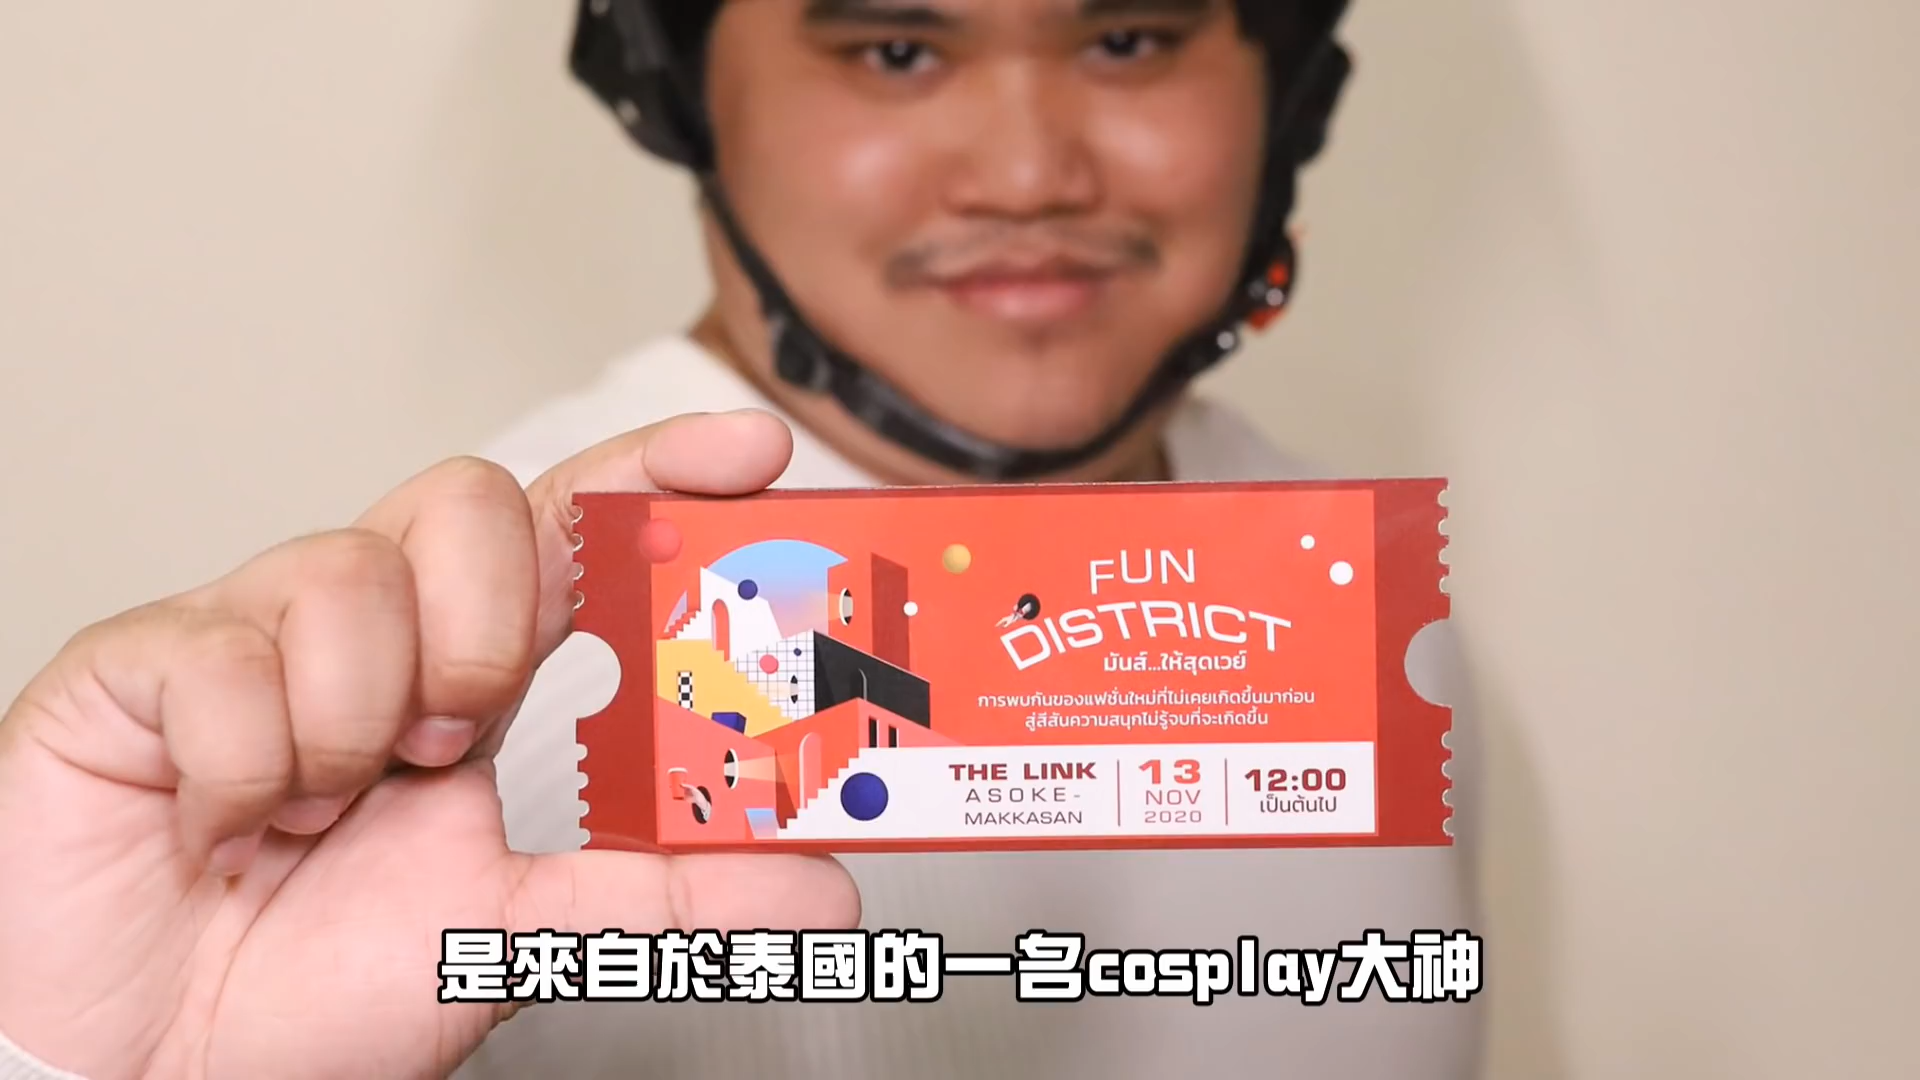 FUN
DISTRICT
มันส์...ให้สุดเวย์
การพบกันของแฟชั่นใหม่ที่ไม่เคยเกิดขึ้นมาก่อน
สู่สีสันความสนุกไม่รู้จบที่จะเกิดขึ้น
THE LINK
ASOKE-
MAKKASAN
13
NOV
2020
12:00
เป็นต้นไป
是來自於泰國的一名cosplay大神